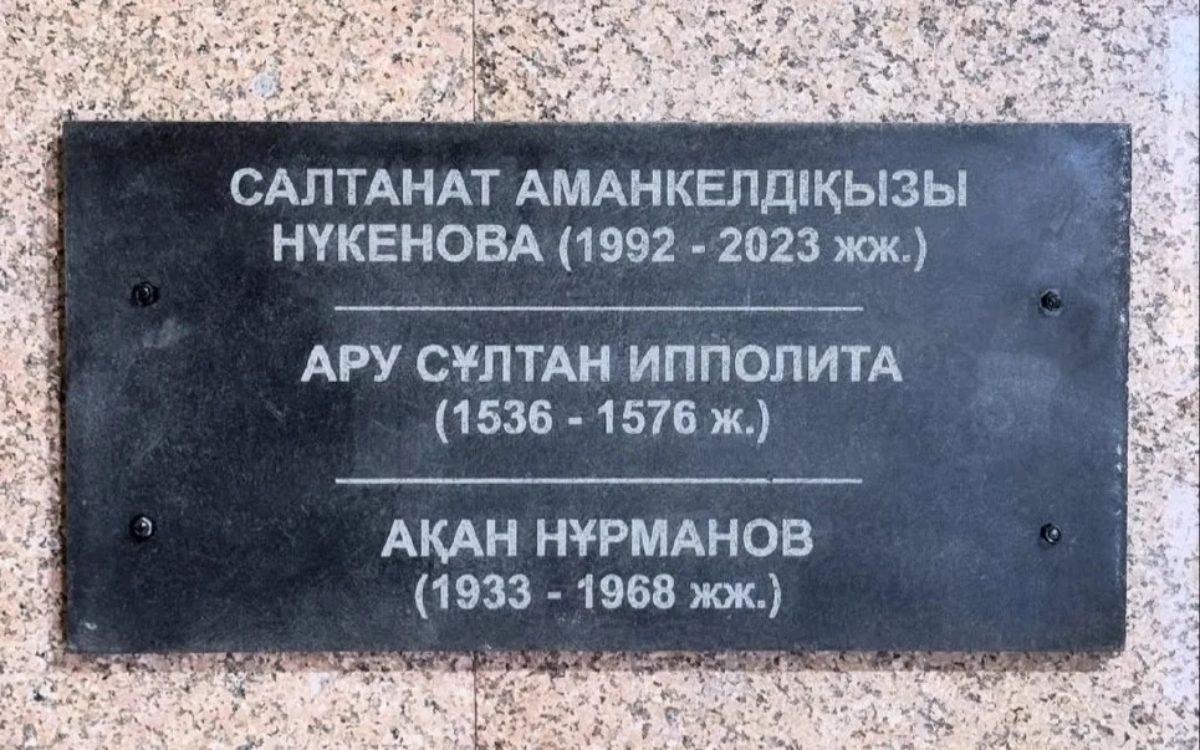 САЛТАНАТ АМАНКЕЛДІҚЫЗЫ
НҮКЕНОВА (1992 - 2023 жж.)
АРУ СҰЛТАН ИППОЛИТА
(1536 - 1576 ж.)
АҚАН НҰРМАНОВ
(1933 - 1968 жж.)